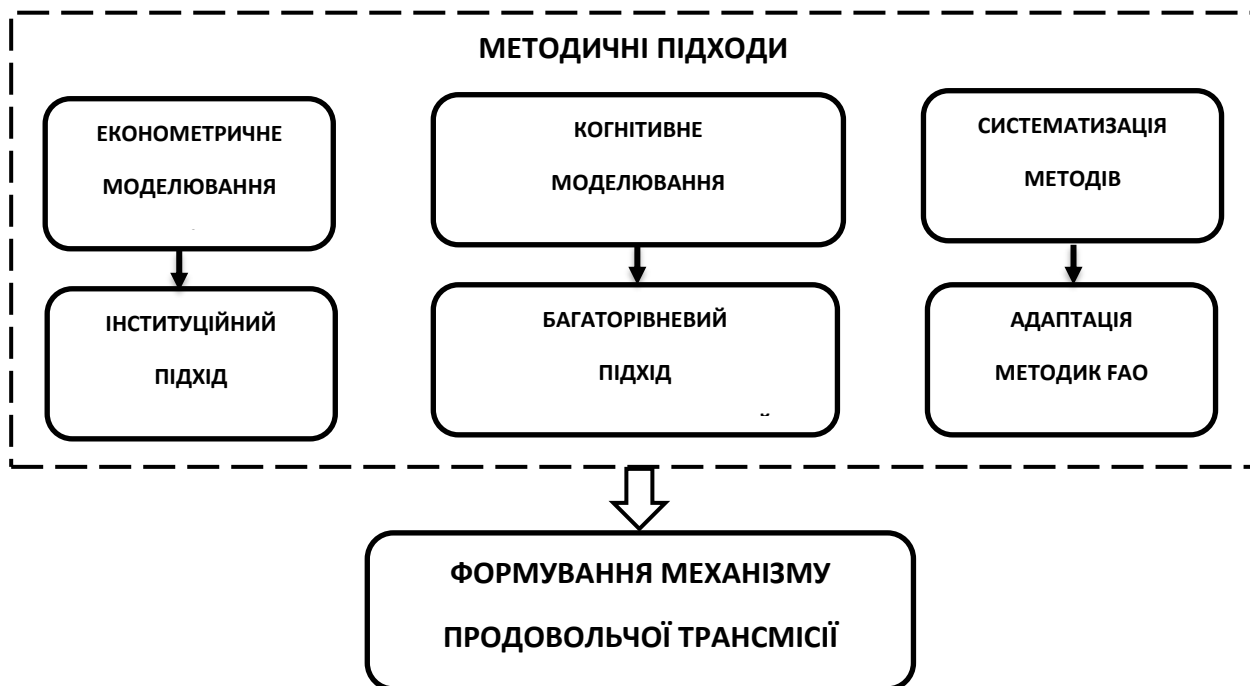 МЕТОДИЧНІ ПІДХОДИ
ЕКОНОМЕТРИЧНЕ
МОДЕЛЮВАННЯ
КОГНІТИВНЕ
МОДЕЛЮВАННЯ
СИСТЕМАТИЗАЦІЯ
МЕТОДІВ
ІНСТИТУЦІЙНИЙ
ПІДХІД
БАГАТОРІВНЕВИЙ
ПІДХІД
АДАПТАЦІЯ
МЕТОДИК FAO
ФОРМУВАННЯ МЕХАНІЗМУ
ПРОДОВОЛЬЧОЇ ТРАНСМІСІЇ